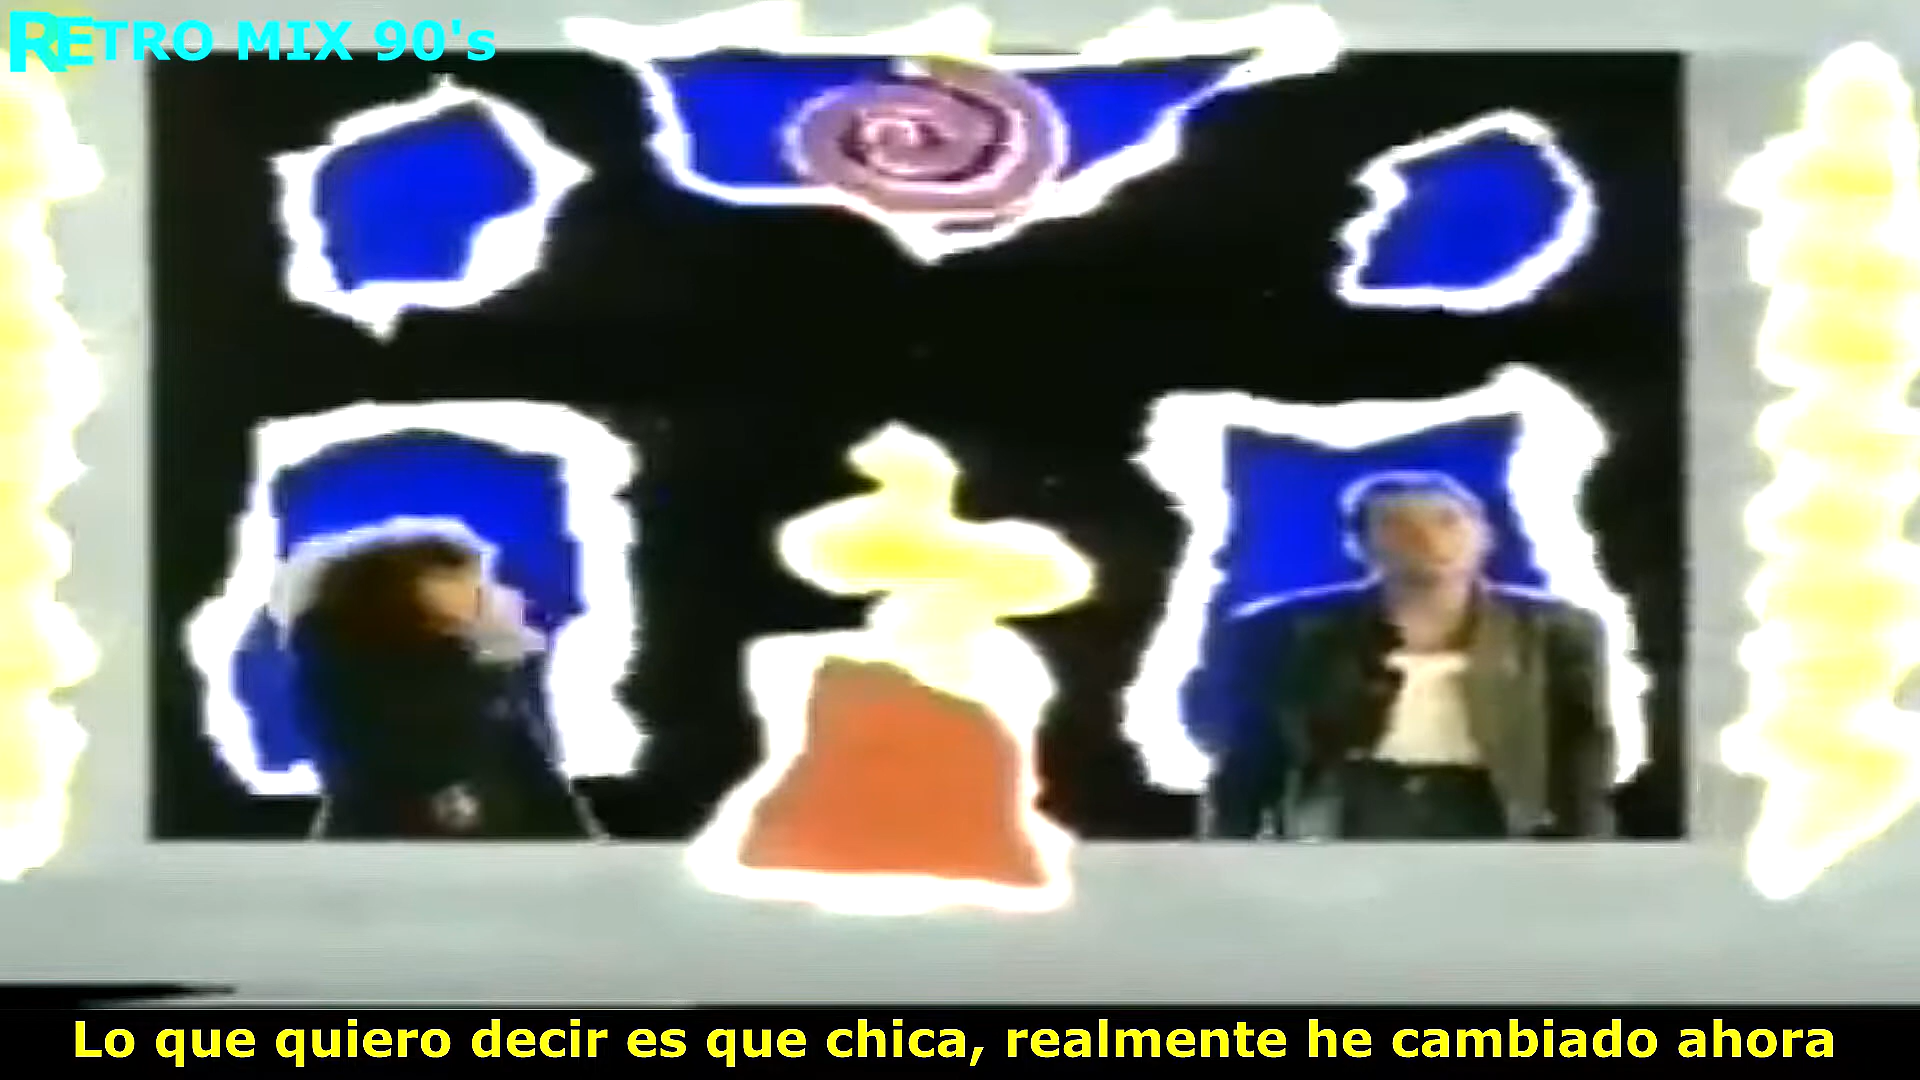 RETRO MIX 90's
Lo que quiero decir es que chica, realmente he cambiado ahora